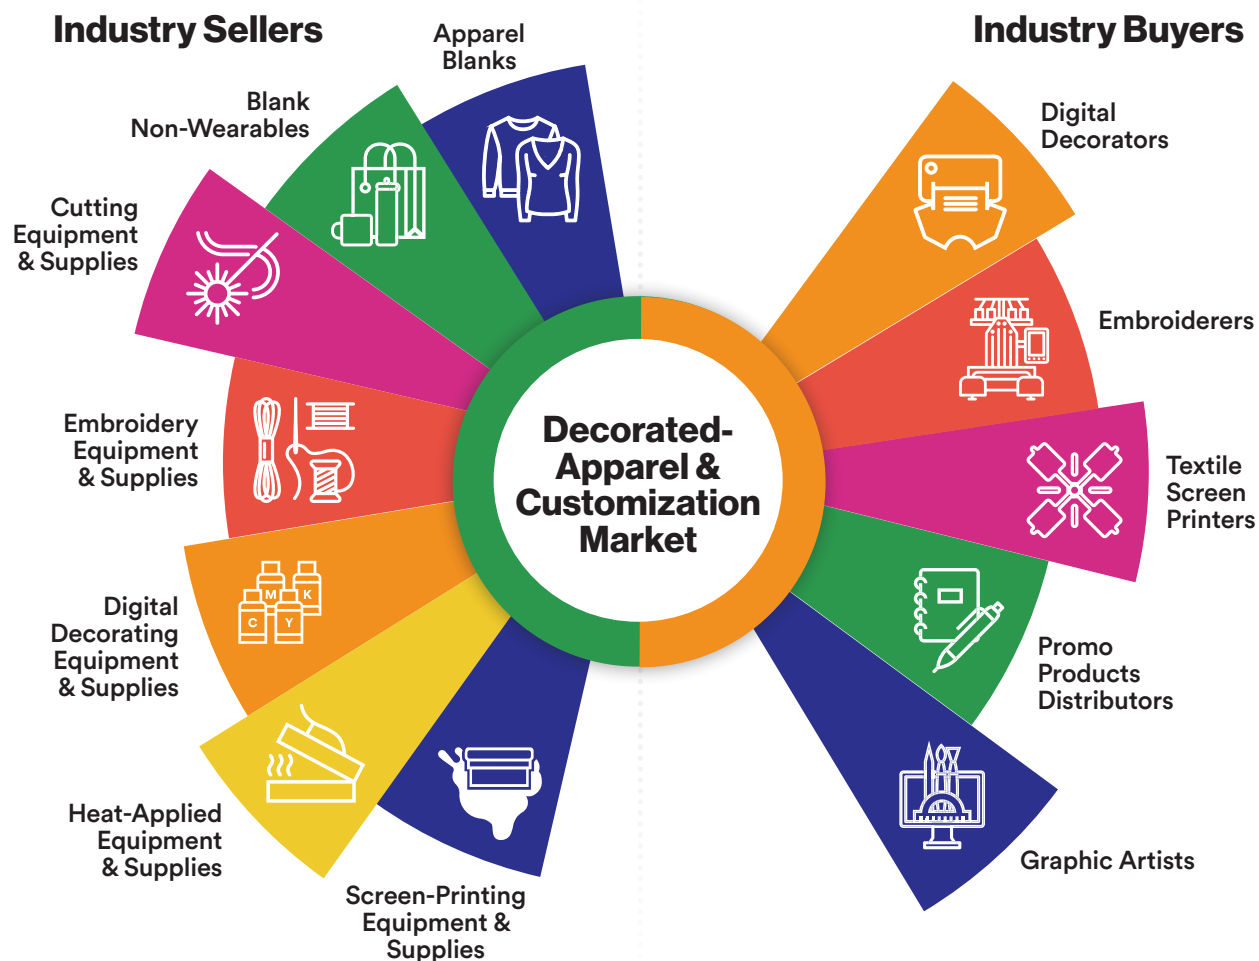 Industry Sellers
Industry Buyers
Apparel
Blanks
Blank
Non-Wearables
Cutting
Equipment
& Supplies
Embroidery
Equipment
& Supplies
Digital
Decorating
Equipment
& Supplies
Heat-Applied
Equipment
& Supplies
Screen-Printing
Equipment &
Supplies
M K
C Y
Decorated-
Apparel &
Customization
Market
Digital
Decorators
Embroiderers
Textile
Screen
Printers
Promo
Products
Distributors
Graphic Artists